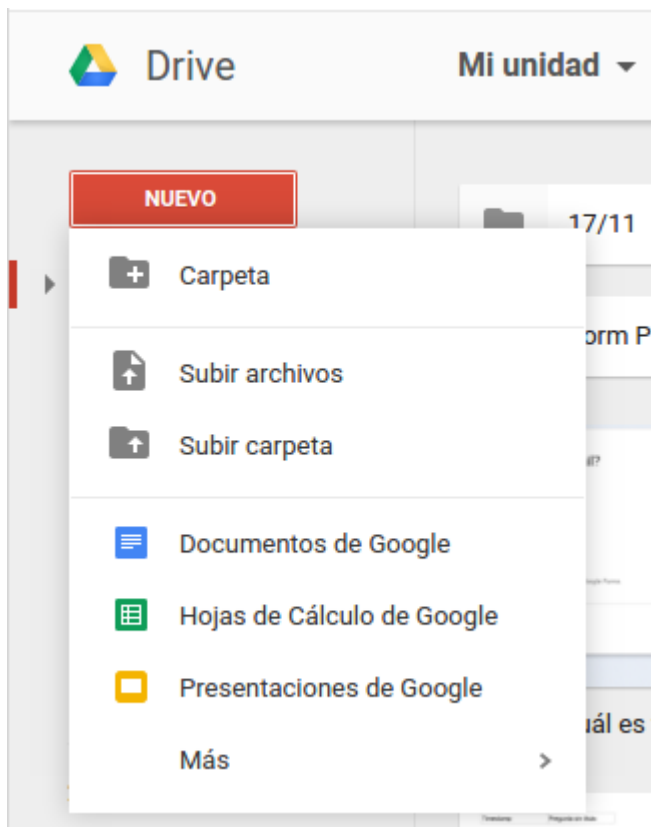 Drive
Mi unidad
NUEVO
17/11
Carpeta
orm P
Subir archivos
Subir carpeta
Documentos de Google
Hojas de Cálculo de Google
Presentaciones de Google
uál es
Más